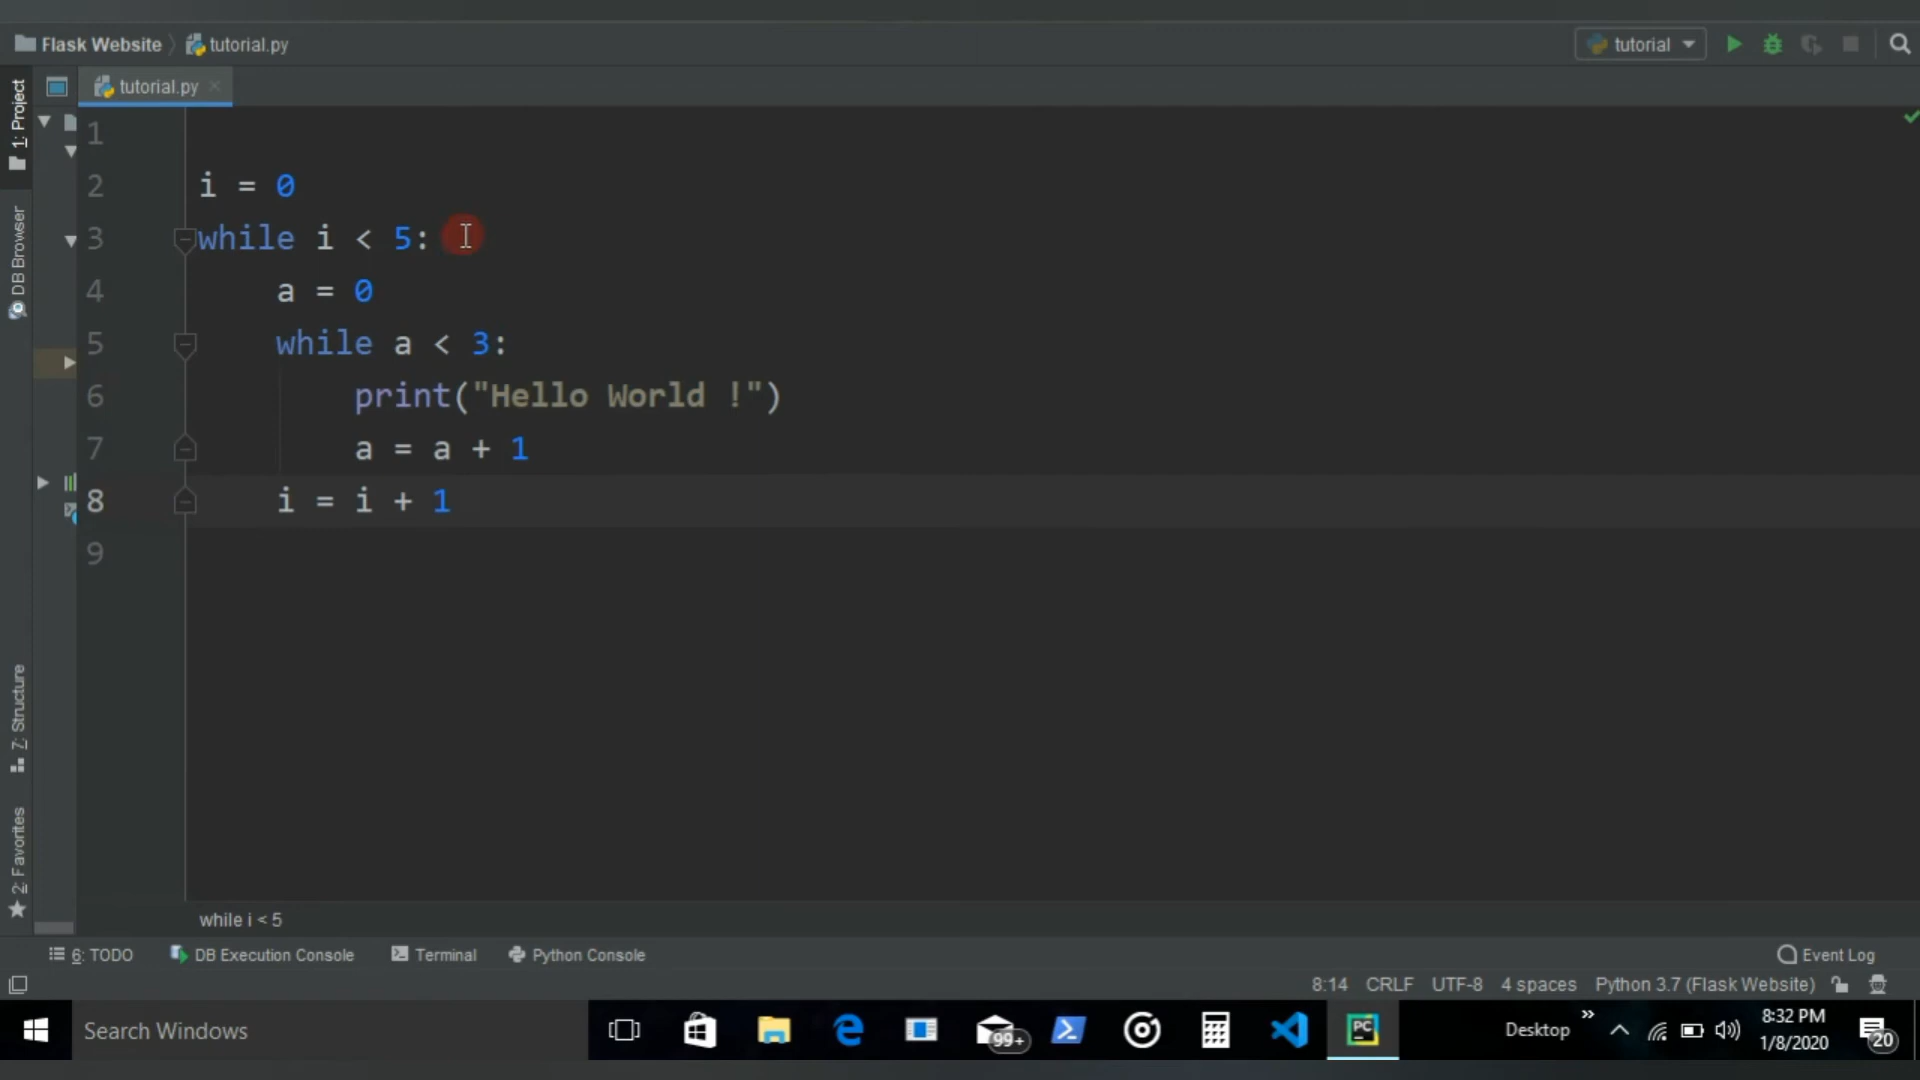 Flask Website tutorial.py tutorial
1: Project tutorial.py
DB Browser
7: Structure
2: Favorites
1
2 i = 0
3 while i < 5:
4 a = 0
5 while a < 3:
6 print("Hello World !")
7 a = a + 1
8 i = i + 1
9
while i < 5
6: TODO DB Execution Console Terminal Python Console Event Log
8:14 CRLF UTF-8 4 spaces Python 3.7 (Flask Website)
Search Windows 99+ PC Desktop 8:32 PM
1/8/2020 20